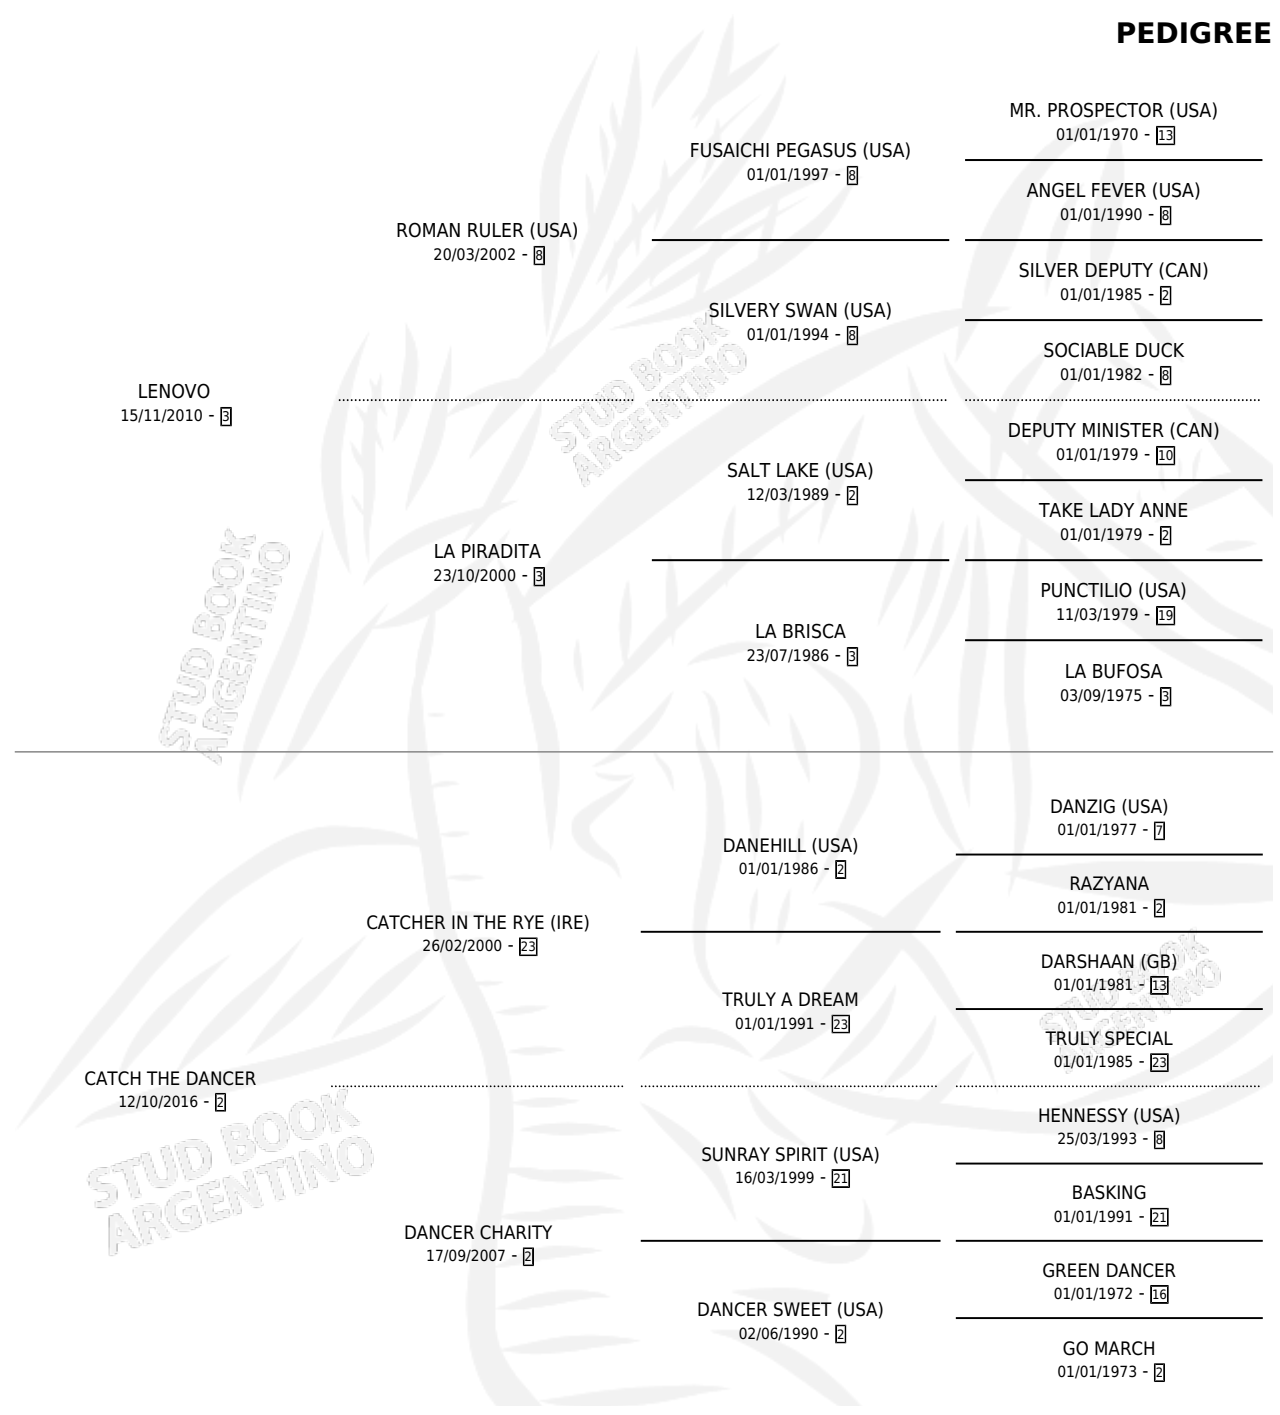 PEDIGREE
MR. PROSPECTOR (USA)
01/01/1970 - 13
FUSAICHI PEGASUS (USA)
01/01/1997 - 8
ANGEL FEVER (USA)
01/01/1990 - 8
ROMAN RULER (USA)
20/03/2002 - 8
SILVER DEPUTY (CAN)
01/01/1985 - 2
SILVERY SWAN (USA)
01/01/1994 - 8
SOCIABLE DUCK
01/01/1982 - 8
LENOVO
15/11/2010 - 3
DEPUTY MINISTER (CAN)
01/01/1979 - 10
SALT LAKE (USA)
12/03/1989 - 2
TAKE LADY ANNE
01/01/1979 - 2
LA PIRADITA
23/10/2000 - 3
PUNCTILIO (USA)
11/03/1979 - 19
LA BRISCA
23/07/1986 - 3
LA BUFOSA
03/09/1975 - 3
DANZIG (USA)
01/01/1977 - 7
DANEHILL (USA)
01/01/1986 - 2
RAZYANA
01/01/1981 - 2
CATCHER IN THE RYE (IRE)
26/02/2000 - 23
DARSHAAN (GB)
01/01/1981 - 13
TRULY A DREAM
01/01/1991 - 23
TRULY SPECIAL
01/01/1985 - 23
CATCH THE DANCER
12/10/2016 - 2
HENNESSY (USA)
25/03/1993 - 8
SUNRAY SPIRIT (USA)
16/03/1999 - 21
BASKING
01/01/1991 - 21
DANCER CHARITY
17/09/2007 - 2
GREEN DANCER
01/01/1972 - 16
DANCER SWEET (USA)
02/06/1990 - 2
GO MARCH
01/01/1973 - 2
STUD BOOK
ARGENTINO
STUD BOOK
ARGENTINO
STUD BOOK
ARGENTINO
STUD BOOK
ARGENTINO